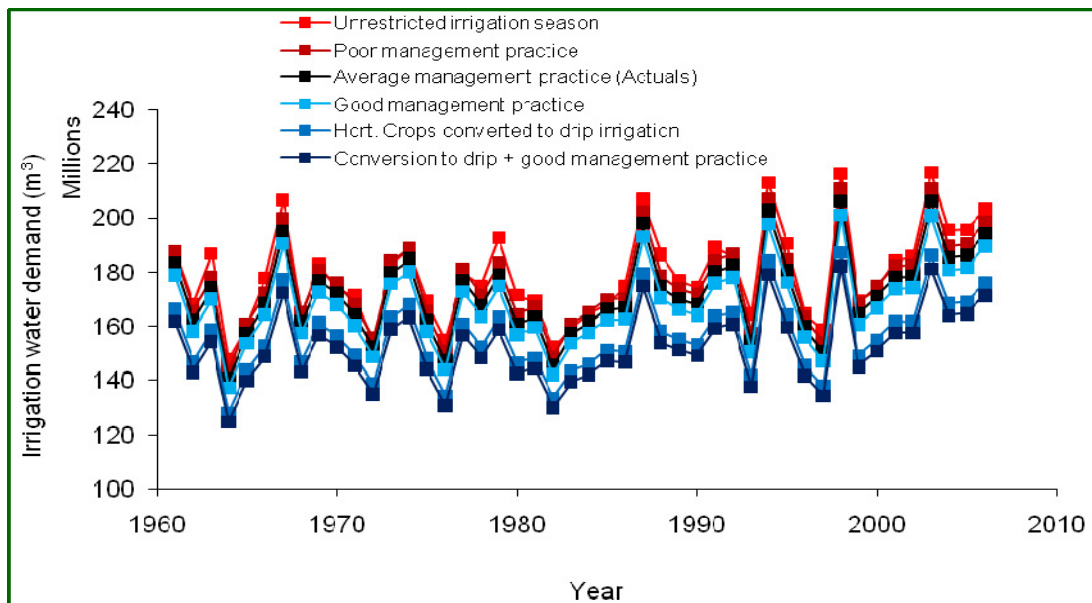 Unrestricted irrigation season
Poor management practice
Average management practice (Actuals)
Good management practice
Hort. Crops converted to drip irrigation
Conversion to drip + good management practice
Irrigation water demand (m³)
Millions
240
220
200
180
160
140
120
100
1960
1970
1980
1990
2000
2010
Year